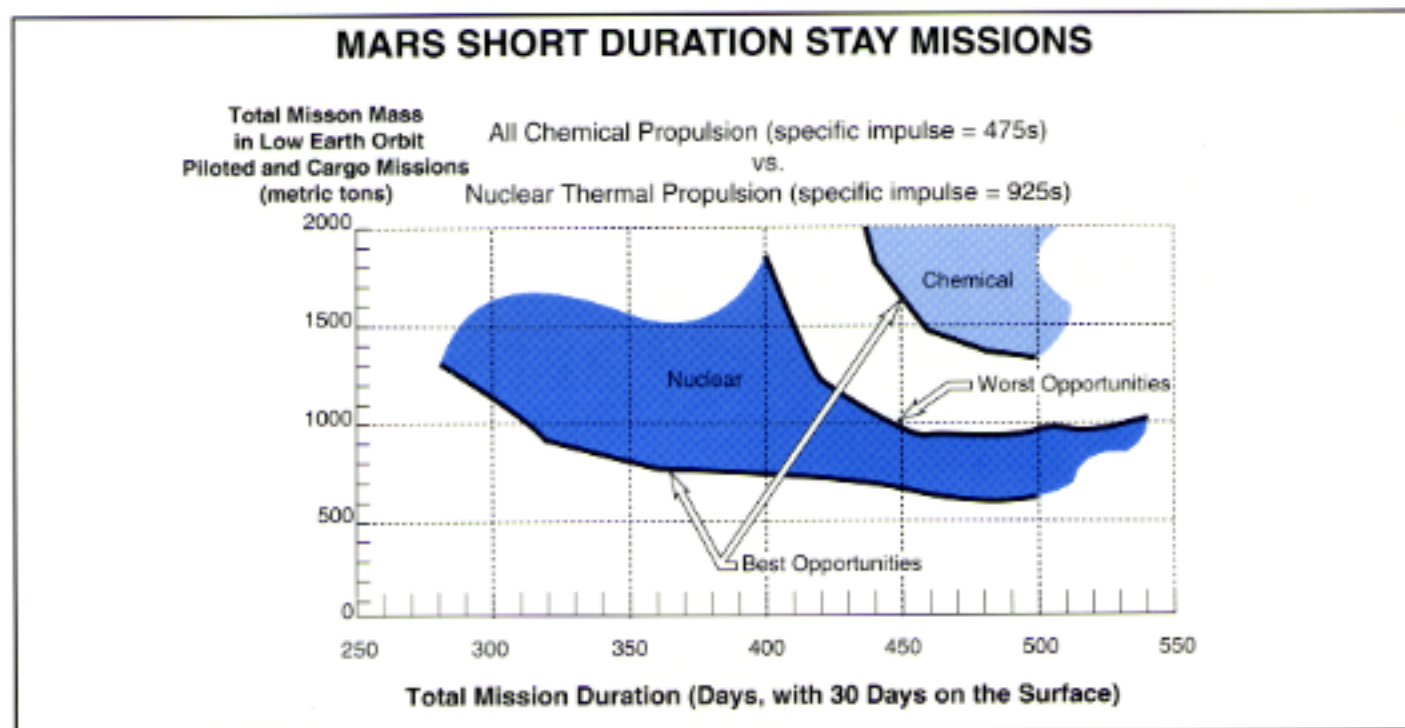 MARS SHORT DURATION STAY MISSIONS
Total Misson Mass
in Low Earth Orbit
Piloted and Cargo Missions
(metric tons)
All Chemical Propulsion (specific impulse = 475s)
vs.
Nuclear Thermal Propulsion (specific impulse = 925s)
2000
1500
1000
500
0
Chemical
Nuclear
Worst Opportunities
Best Opportunities
250 300 350 400 450 500 550
Total Mission Duration (Days, with 30 Days on the Surface)